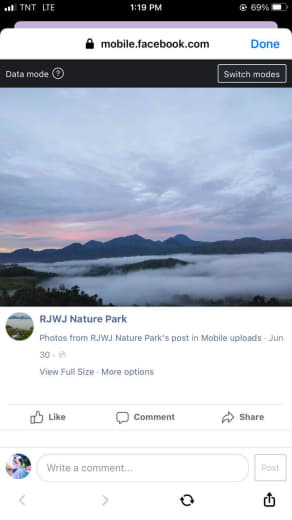 TNT LTE 1:19 PM 69%
mobile.facebook.com Done
Data mode ? Switch modes
RJWJ Nature Park
Photos from RJWJ Nature Park's post in Mobile uploads · Jun
30 ·
View Full Size · More options
Like Comment Share
Write a comment... Post